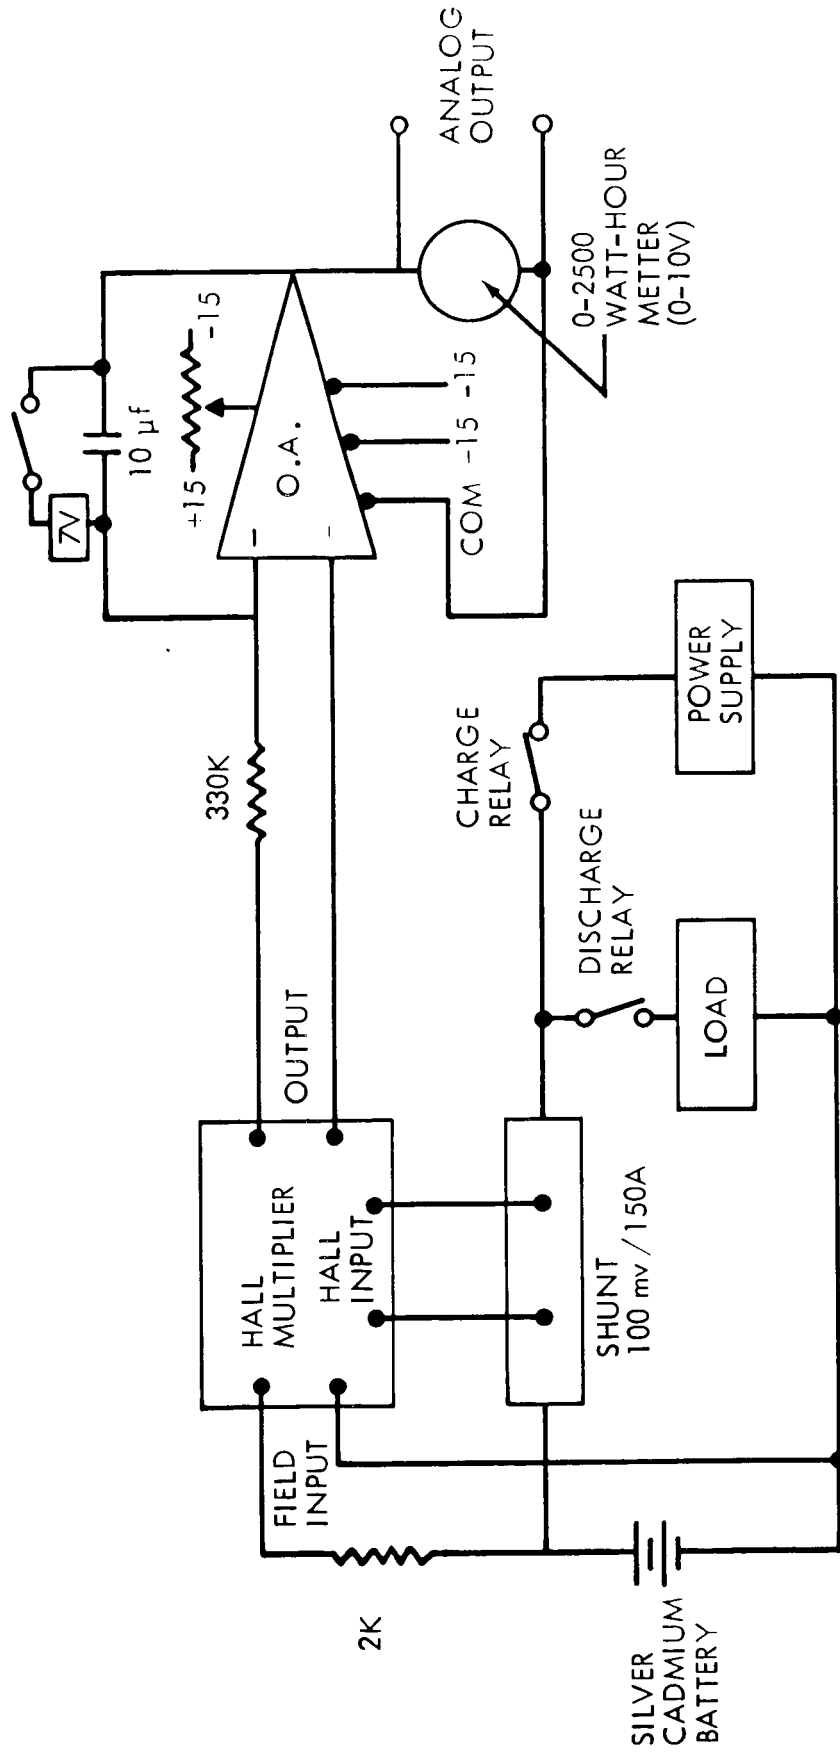 7V
10 µf
+15
-15
O.A.
−
−
COM
-15
-15
ANALOG
OUTPUT
0-2500
WATT-HOUR
METTER
(0-10V)
330K
OUTPUT
HALL
MULTIPLIER
HALL
INPUT
FIELD
INPUT
2K
SHUNT
100 mv/150A
CHARGE
RELAY
DISCHARGE
RELAY
LOAD
POWER
SUPPLY
SILVER
CADMIUM
BATTERY